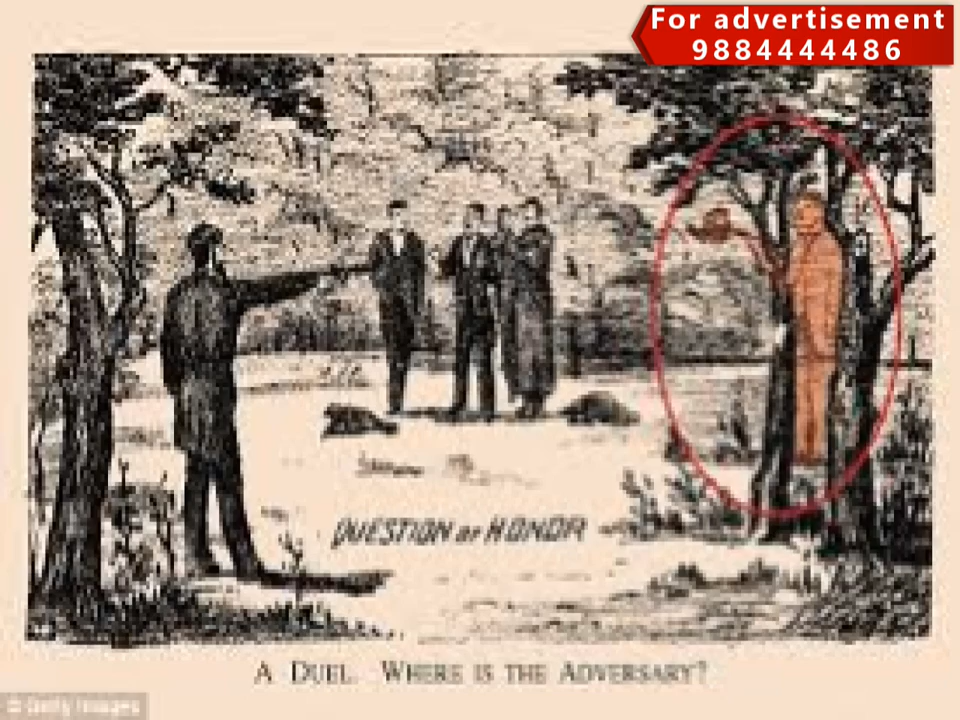 For advertisement
9884444486
QUESTION OF HONOR
A DUEL. WHERE IS THE ADVERSARY?
© Getty Images